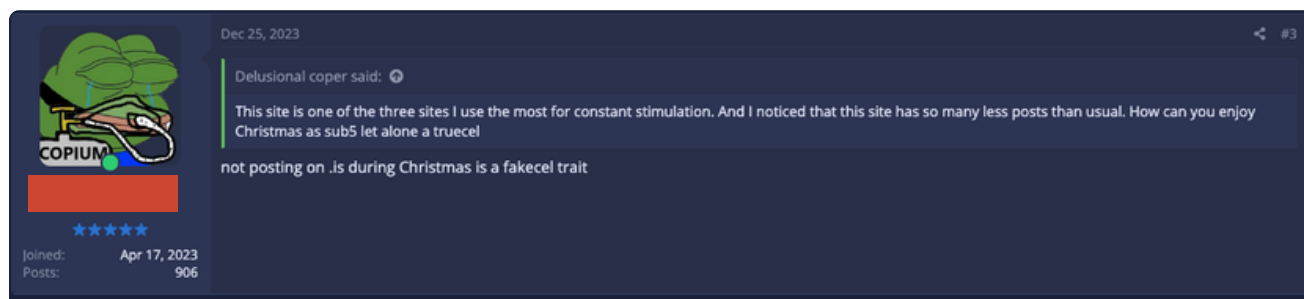 Dec 25, 2023
#3
Delusional coper said:
This site is one of the three sites I use the most for constant stimulation. And I noticed that this site has so many less posts than usual. How can you enjoy
Christmas as sub5 let alone a truecel
not posting on .is during Christmas is a fakecel trait
COPIUM
Joined: Apr 17, 2023
Posts: 906